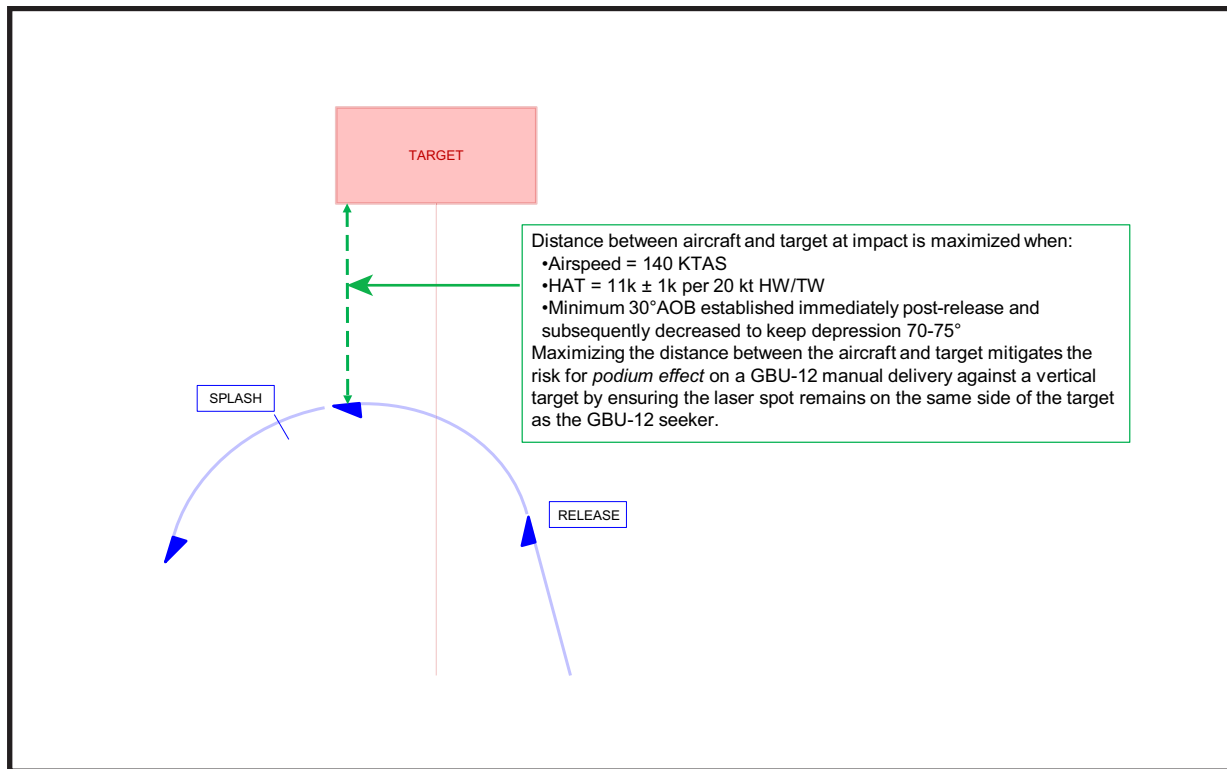 TARGET
Distance between aircraft and target at impact is maximized when:
•Airspeed = 140 KTAS
•HAT = 11k ± 1k per 20 kt HW/TW
•Minimum 30°AOB established immediately post-release and
subsequently decreased to keep depression 70-75°
Maximizing the distance between the aircraft and target mitigates the
risk for podium effect on a GBU-12 manual delivery against a vertical
target by ensuring the laser spot remains on the same side of the target
as the GBU-12 seeker.
SPLASH
RELEASE